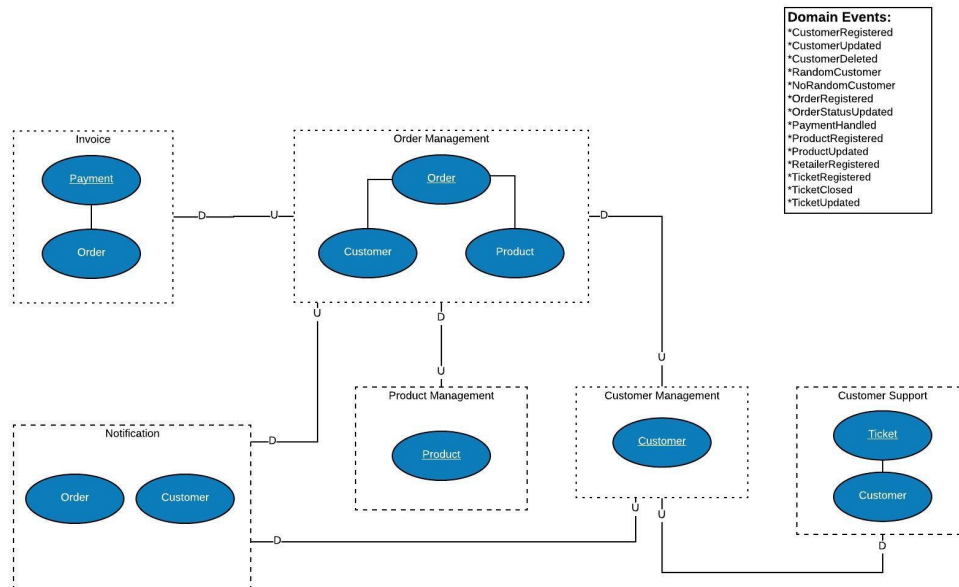 Domain Events:
*CustomerRegistered
*CustomerUpdated
*CustomerDeleted
*RandomCustomer
*NoRandomCustomer
*OrderRegistered
*OrderStatusUpdated
*PaymentHandled
*ProductRegistered
*ProductUpdated
*RetailerRegistered
*TicketRegistered
*TicketClosed
*TicketUpdated
Invoice
Payment
Order
D
U
Order Management
Order
Customer
Product
D
U
D
U
D
U
Product Management
Product
Customer Management
Customer
Customer Support
Ticket
Customer
Notification
Order
Customer
D
U
U
D